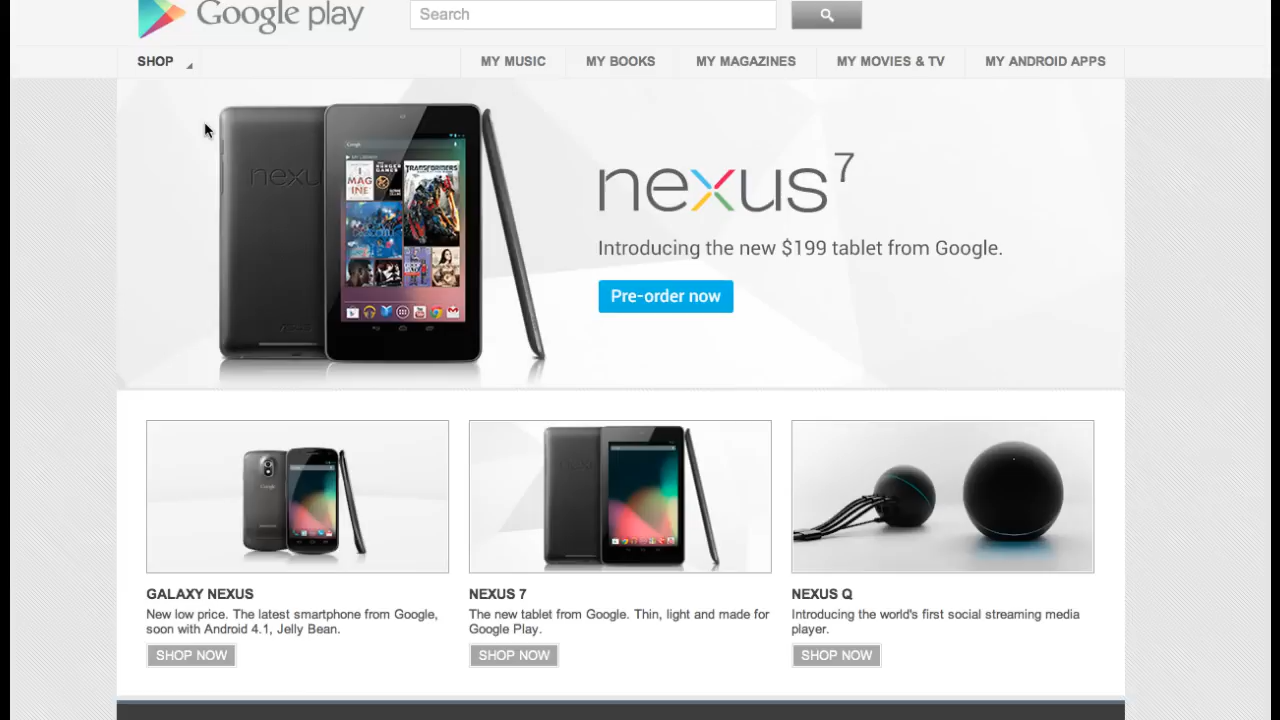 Google play
Search
SHOP
MY MUSIC
MY BOOKS
MY MAGAZINES
MY MOVIES & TV
MY ANDROID APPS
nexus 7
Introducing the new $199 tablet from Google.
Pre-order now
GALAXY NEXUS
New low price. The latest smartphone from Google,
soon with Android 4.1, Jelly Bean.
SHOP NOW
NEXUS 7
The new tablet from Google. Thin, light and made for
Google Play.
SHOP NOW
NEXUS Q
Introducing the world's first social streaming media
player.
SHOP NOW